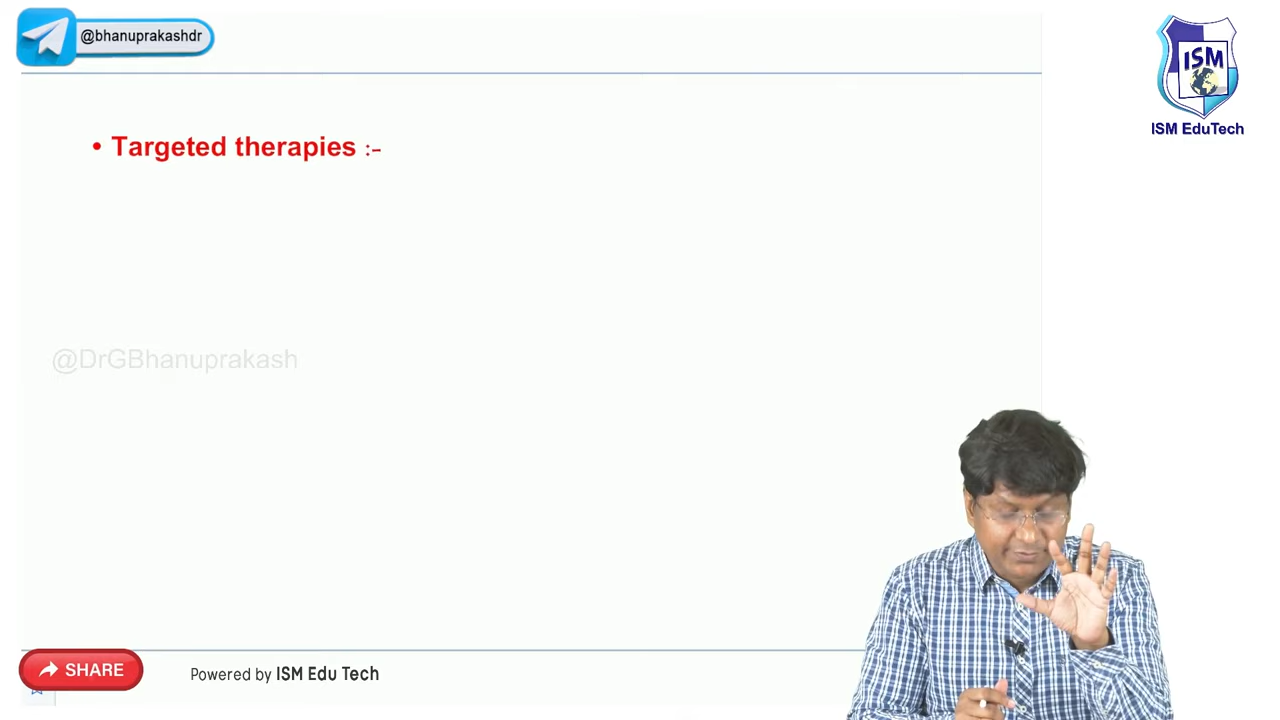 @bhanuprakashdr
ISM
ISM EduTech
• Targeted therapies :-
@DrGBhanuprakash
SHARE
Powered by ISM Edu Tech